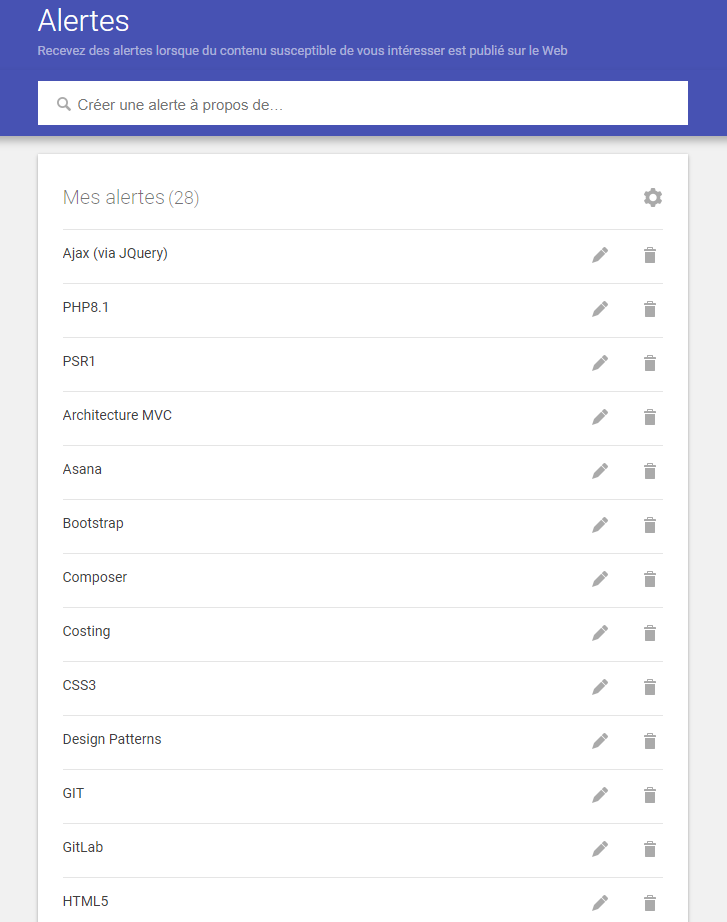 Alertes
Recevez des alertes lorsque du contenu susceptible de vous intéresser est publié sur le Web
Créer une alerte à propos de…
Mes alertes (28)
Ajax (via JQuery)
PHP8.1
PSR1
Architecture MVC
Asana
Bootstrap
Composer
Costing
CSS3
Design Patterns
GIT
GitLab
HTML5